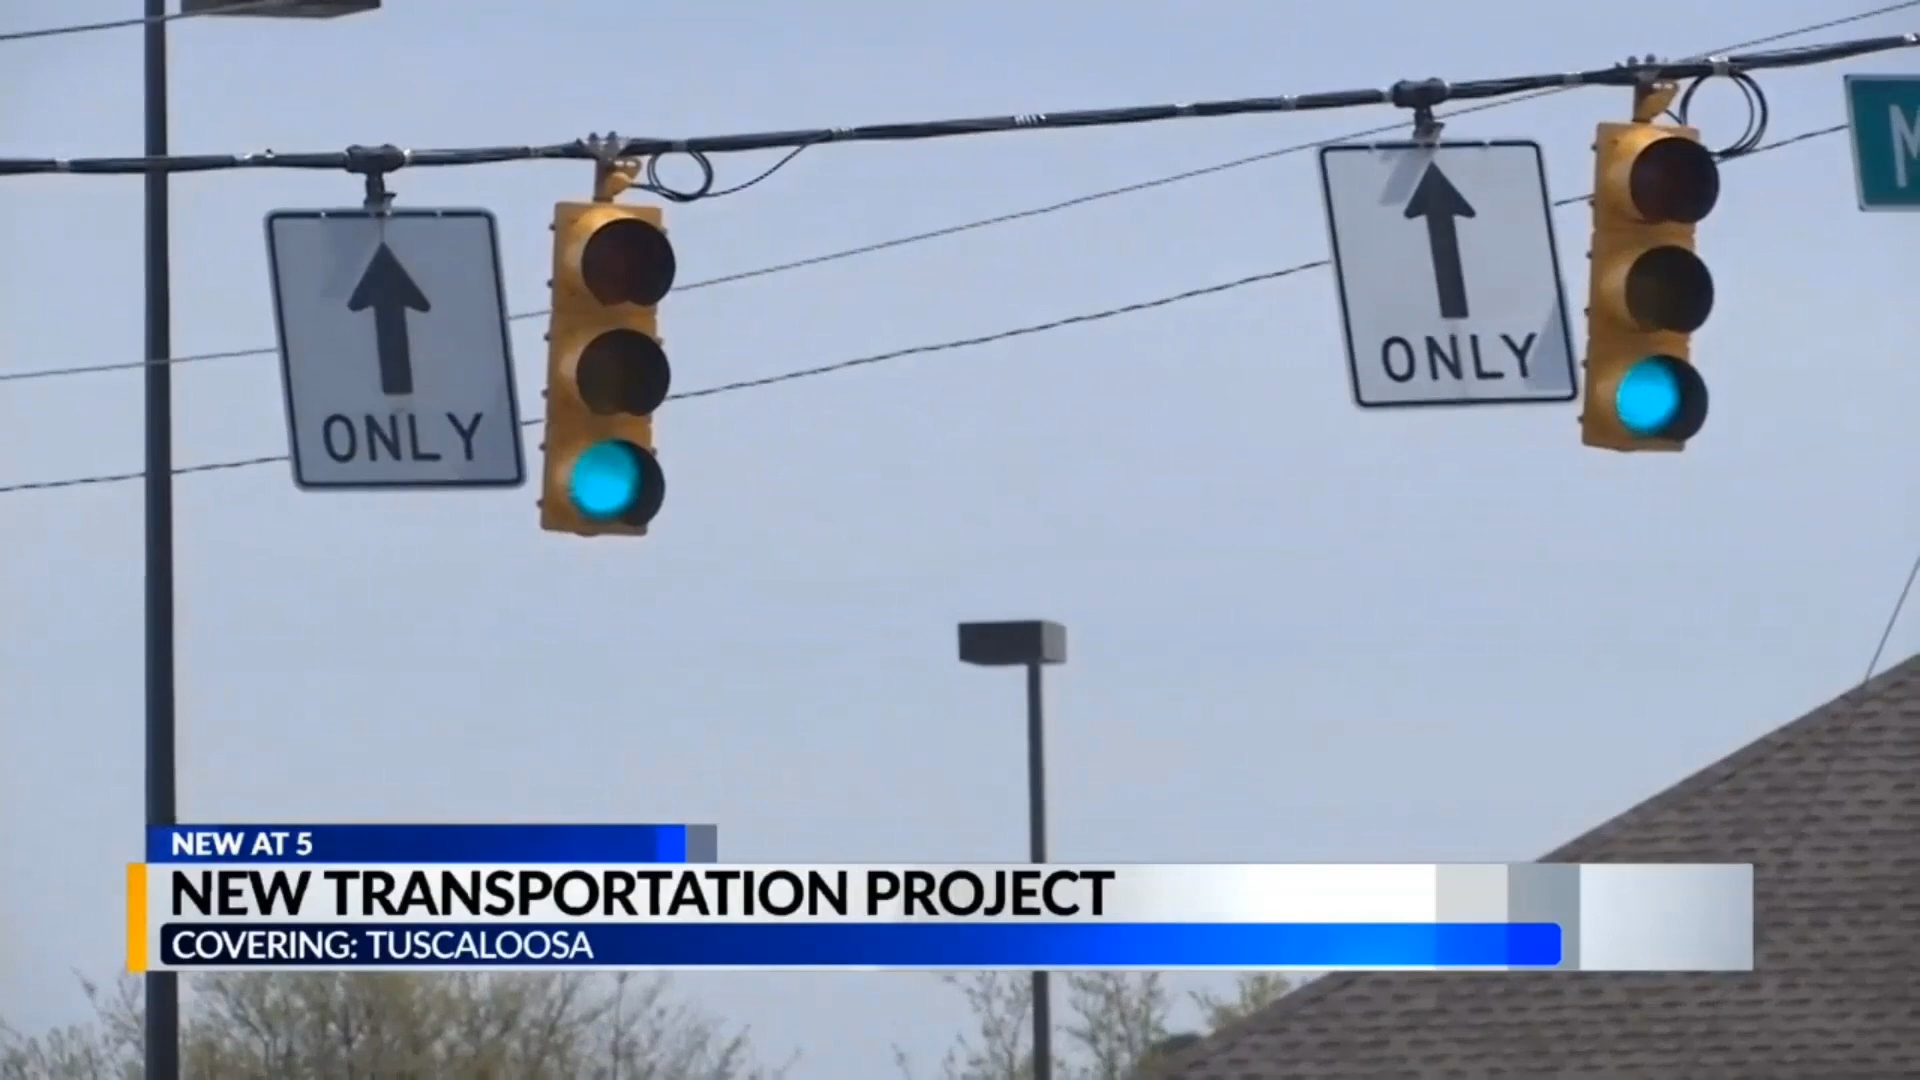 M
ONLY
ONLY
NEW AT 5
NEW TRANSPORTATION PROJECT
COVERING: TUSCALOOSA